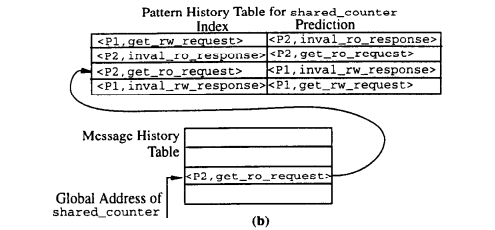 Pattern History Table for shared_counter
Index Prediction
<P1,get_rw_request> <P2,inval_ro_response>
<P2,inval_ro_response> <P2,get_ro_request>
<P2,get_ro_request> <P1,inval_rw_response>
<P1,inval_rw_response> <P1,get_rw_request>
Message History
Table
<P2,get_ro_request>
Global Address of
shared_counter
(b)